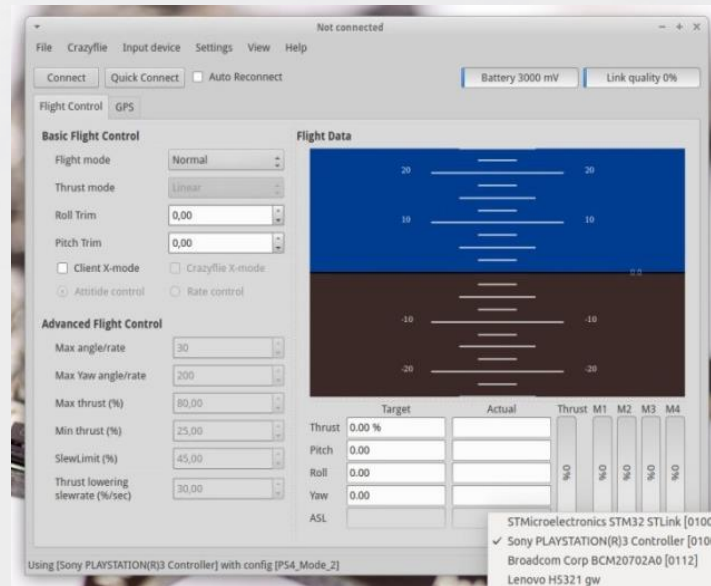 Not connected
File Crazyflie Input device Settings View Help
Connect Quick Connect Auto Reconnect Battery 3000 mV Link quality 0%
Flight Control GPS
Basic Flight Control
Flight mode Normal
Thrust mode Linear
Roll Trim 0,00
Pitch Trim 0,00
Client X-mode Crazyflie X-mode
Attitide control Rate control
Advanced Flight Control
Max angle/rate 30
Max Yaw angle/rate 200
Max thrust (%) 80,00
Min thrust (%) 25,00
SlewLimit (%) 45,00
Thrust lowering
slewrate (%/sec) 30,00
Flight Data
20 20
10 10
0.0
-10 -10
-20 -20
Target Actual Thrust M1 M2 M3 M4
Thrust 0.00 %
Pitch 0.00
Roll 0.00
Yaw 0.00
ASL
0% 0% 0% 0% 0%
Using [Sony PLAYSTATION(R)3 Controller] with config [PS4_Mode_2]
STMicroelectronics STM32 STLink [0100
Sony PLAYSTATION(R)3 Controller [0100
Broadcom Corp BCM20702A0 [0112]
Lenovo H5321 gw